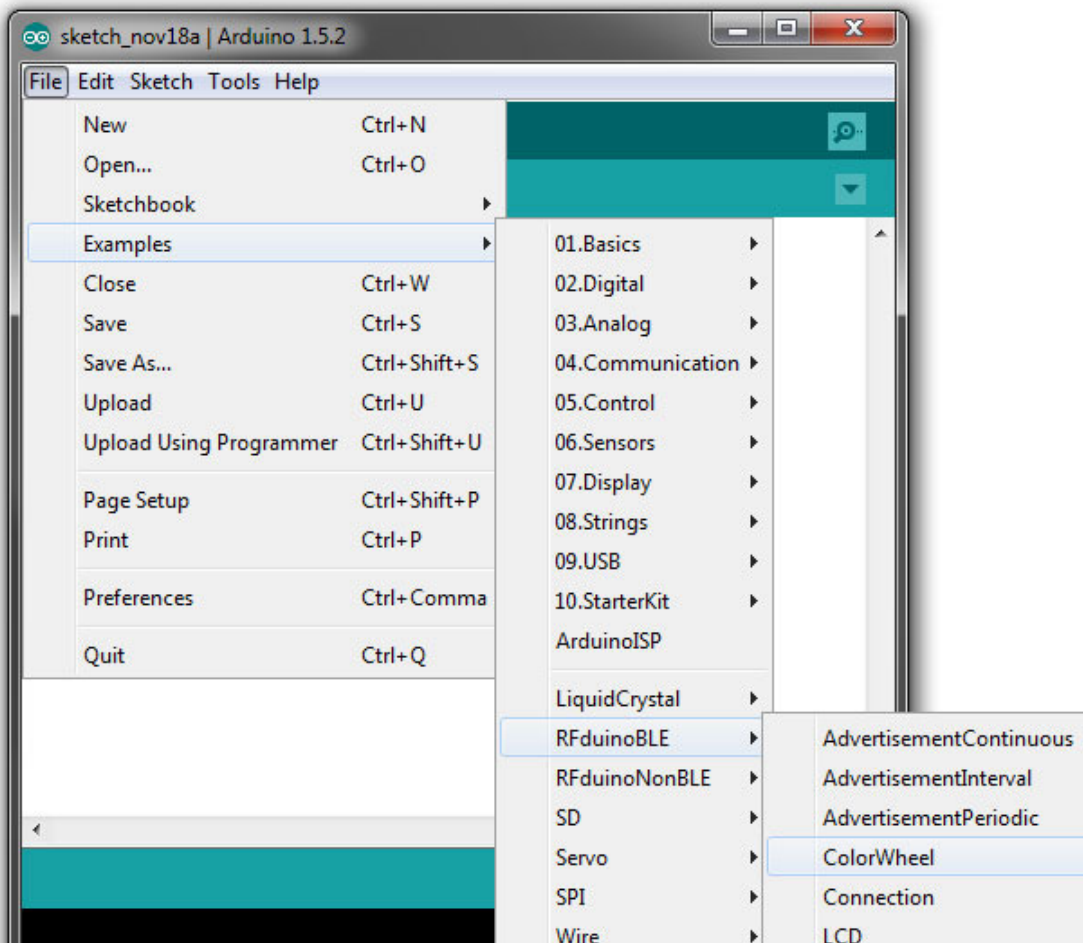 sketch_nov18a | Arduino 1.5.2
File Edit Sketch Tools Help
New Ctrl+N
Open... Ctrl+O
Sketchbook
Examples
Close Ctrl+W
Save Ctrl+S
Save As... Ctrl+Shift+S
Upload Ctrl+U
Upload Using Programmer Ctrl+Shift+U
Page Setup Ctrl+Shift+P
Print Ctrl+P
Preferences Ctrl+Comma
Quit Ctrl+Q
01.Basics
02.Digital
03.Analog
04.Communication
05.Control
06.Sensors
07.Display
08.Strings
09.USB
10.StarterKit
ArduinoISP
LiquidCrystal
RFduinoBLE
RFduinoNonBLE
SD
Servo
SPI
Wire
AdvertisementContinuous
AdvertisementInterval
AdvertisementPeriodic
ColorWheel
Connection
LCD